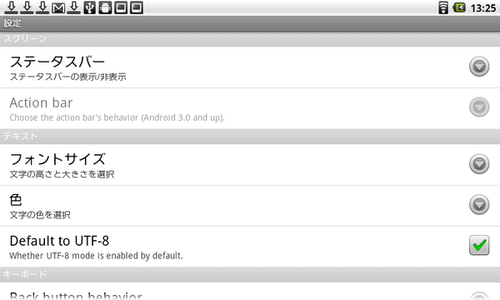 13:25
設定
スクリーン
ステータスバー
ステータスバーの表示/非表示
Action bar
Choose the action bar's behavior (Android 3.0 and up).
テキスト
フォントサイズ
文字の高さと大きさを選択
色
文字の色を選択
Default to UTF-8
Whether UTF-8 mode is enabled by default.
キーボード
Back button behavior